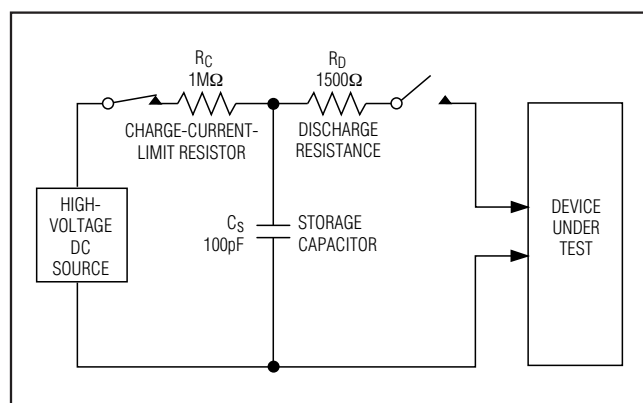 RC
1MΩ
CHARGE-CURRENT-
LIMIT RESISTOR
RD
1500Ω
DISCHARGE
RESISTANCE
HIGH-
VOLTAGE
DC
SOURCE
CS
100pF
STORAGE
CAPACITOR
DEVICE
UNDER
TEST